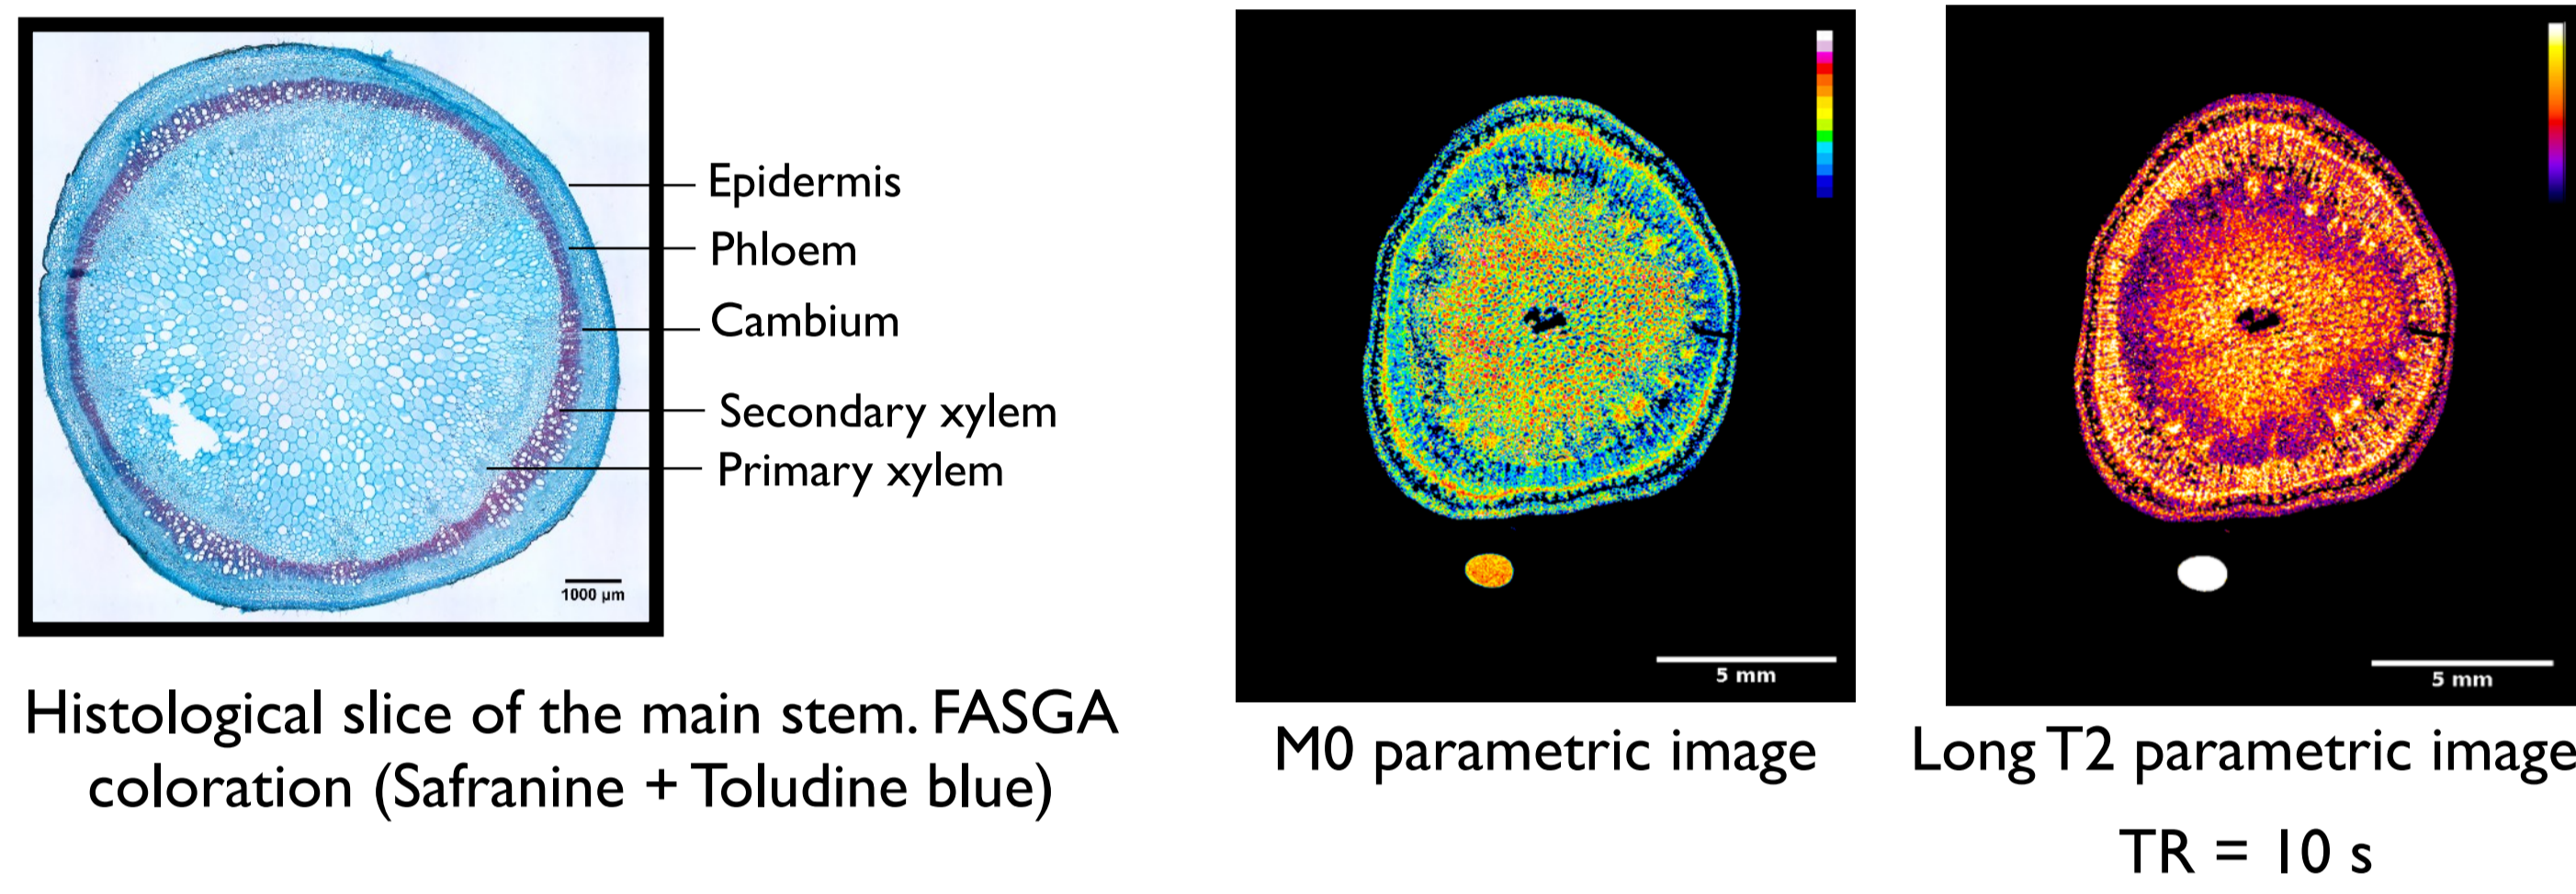 Epidermis
Phloem
Cambium
Secondary xylem
Primary xylem
1000 µm
Histological slice of the main stem. FASGA
coloration (Safranine + Toludine blue)
5 mm
M0 parametric image
5 mm
Long T2 parametric image
TR = 10 s